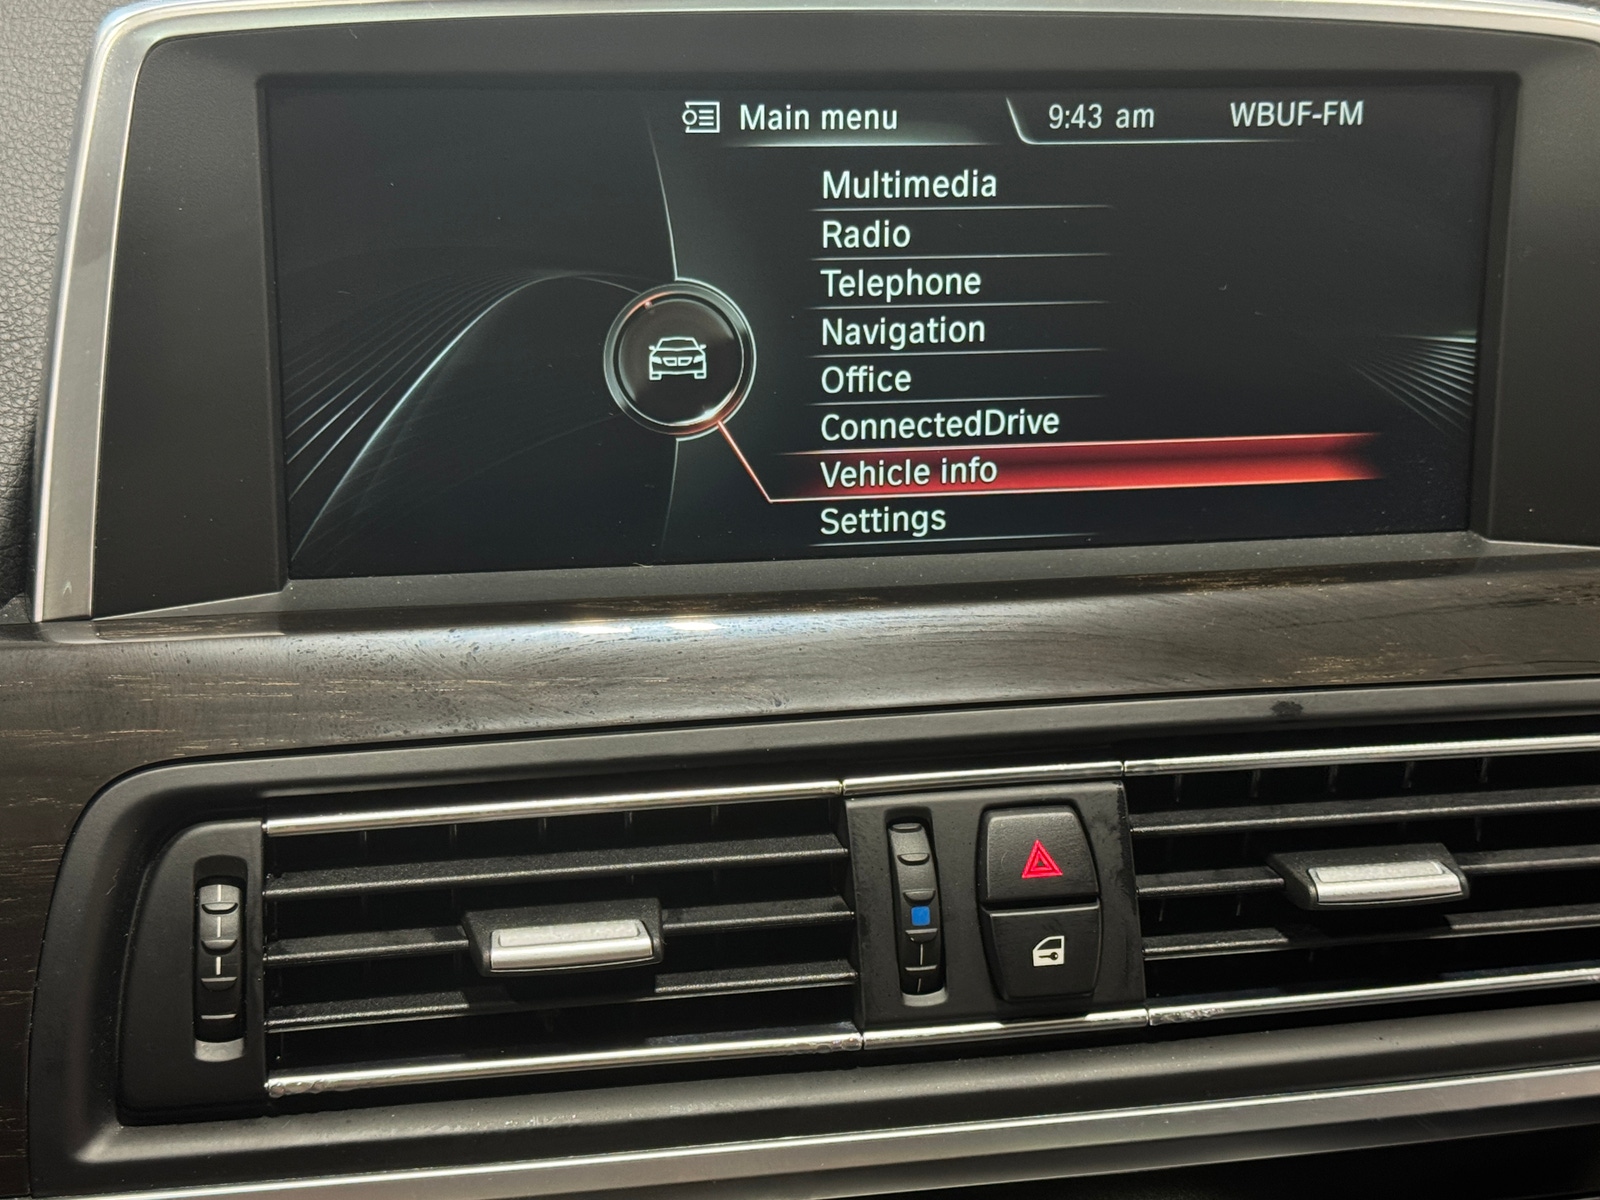 Main menu 9:43 am WBUF-FM
Multimedia
Radio
Telephone
Navigation
Office
ConnectedDrive
Vehicle info
Settings